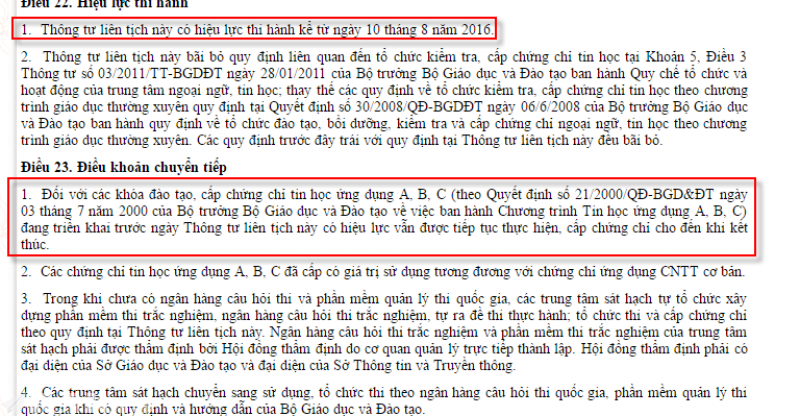 Điều 22. Hiệu lực thi hành
1. Thông tư liên tịch này có hiệu lực thi hành kể từ ngày 10 tháng 8 năm 2016.
2. Thông tư liên tịch này bãi bỏ quy định liên quan đến tổ chức kiểm tra, cấp chứng chỉ tin học tại Khoản 5, Điều 3
Thông tư số 03/2011/TT-BGDĐT ngày 28/01/2011 của Bộ trưởng Bộ Giáo dục và Đào tạo ban hành Quy chế tổ chức và
hoạt động của trung tâm ngoại ngữ, tin học; thay thế các quy định về tổ chức kiểm tra, cấp chứng chỉ tin học theo chương
trình giáo dục thường xuyên quy định tại Quyết định số 30/2008/QĐ-BGDĐT ngày 06/6/2008 của Bộ trưởng Bộ Giáo dục
và Đào tạo ban hành quy định về tổ chức đào tạo, bồi dưỡng, kiểm tra và cấp chứng chỉ ngoại ngữ, tin học theo chương
trình giáo dục thường xuyên. Các quy định trước đây trái với quy định tại Thông tư liên tịch này đều bãi bỏ.
Điều 23. Điều khoản chuyển tiếp
1. Đối với các khóa đào tạo, cấp chứng chỉ tin học ứng dụng A, B, C (theo Quyết định số 21/2000/QĐ-BGD&ĐT ngày
03 tháng 7 năm 2000 của Bộ trưởng Bộ Giáo dục và Đào tạo về việc ban hành Chương trình Tin học ứng dụng A, B, C)
đang triển khai trước ngày Thông tư liên tịch này có hiệu lực vẫn được tiếp tục thực hiện, cấp chứng chỉ cho đến khi kết
thúc.
2. Các chứng chỉ tin học ứng dụng A, B, C đã cấp có giá trị sử dụng tương đương với chứng chỉ ứng dụng CNTT cơ bản.
3. Trong khi chưa có ngân hàng câu hỏi thi và phần mềm quản lý thi quốc gia, các trung tâm sát hạch tự tổ chức xây
dựng phần mềm thi trắc nghiệm, ngân hàng câu hỏi thi trắc nghiệm, tự ra đề thi thực hành; tổ chức thi và cấp chứng chỉ
theo quy định tại Thông tư liên tịch này. Ngân hàng câu hỏi thi trắc nghiệm và phần mềm thi trắc nghiệm của trung tâm
sát hạch phải được thẩm định bởi Hội đồng thẩm định do cơ quan quản lý trực tiếp thành lập. Hội đồng thẩm định phải có
đại diện của Sở Giáo dục và Đào tạo và đại diện của Sở Thông tin và Truyền thông.
4. Các trung tâm sát hạch chuyển sang sử dụng, tổ chức thi theo ngân hàng câu hỏi thi quốc gia, phần mềm quản lý thi
quốc gia khi có quy định và hướng dẫn của Bộ Giáo dục và Đào tạo.